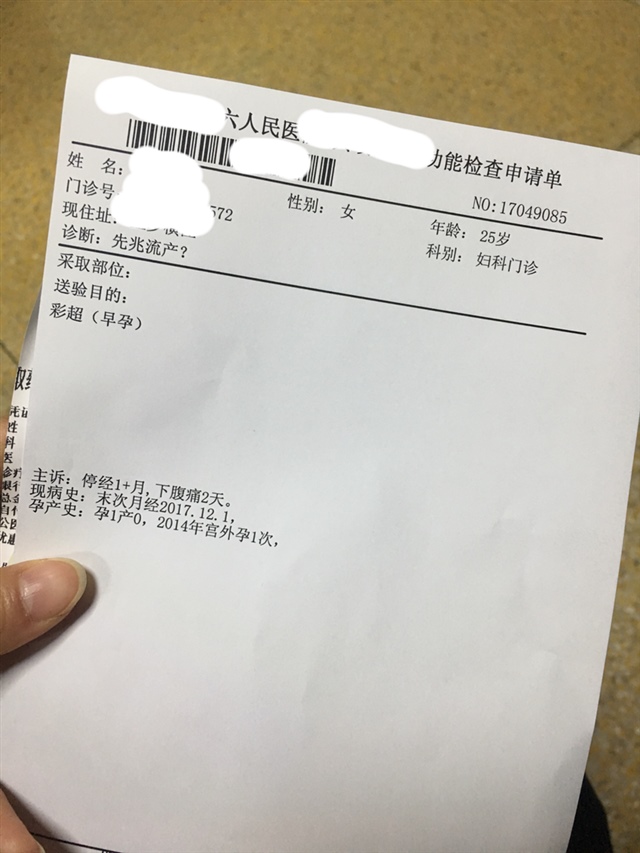 六人民医
功能检查申请单
NO:17049085
姓 名：
门诊号
572
性别：女
年龄：25岁
现住址
科别：妇科门诊
诊断：先兆流产？
采取部位：
送验目的：
彩超（早孕）
主诉：停经1+月,下腹痛2天。
现病史：末次月经2017.12.1,
孕产史：孕1产0, 2014年宫外孕1次,
姓
科
医